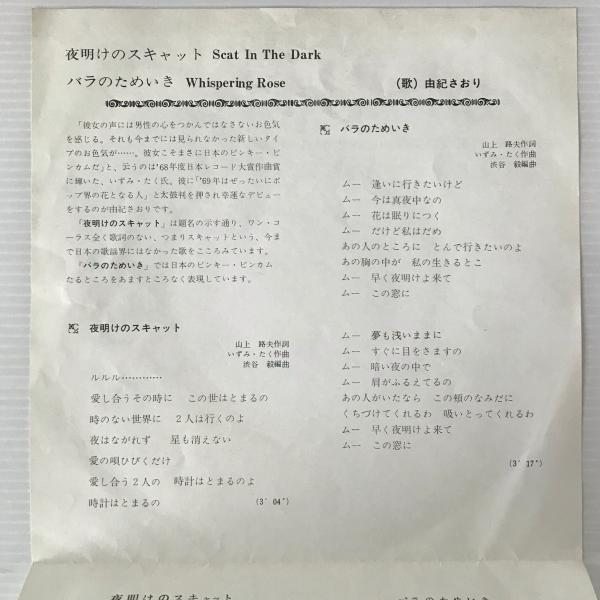 夜明けのスキャット Scat In The Dark
バラのためいき Whispering Rose (歌) 由紀さおり
「彼女の声には男性の心をつかんではなさないお色気
を感じる。それも今までには見られなかった新しいタイ
プのお色気が……。彼女こそまさに日本のピンキー・ピ
ンカムだ」と、云うのは'68年度日本レコード大賞作曲賞
に輝いた、いずみ・たく氏。彼に「'69年はぜったいにポ
ップ界の花となる人」と太鼓判を押され幸運なデビュー
をするのが由紀さおりです。
「夜明けのスキャット」は題名の示す通り、ワン・コ
ーラス全く歌詞のない、つまりスキャットという、今ま
で日本の歌謡界にはなかった歌をこころみています。
「バラのためいき」では日本のピンキー・ピンカム
たるところをあますところなく表現しています。
夜明けのスキャット
山上 路夫作詞
いずみ・たく作曲
渋谷 毅編曲
ルルル…………
愛し合うその時に この世はとまるの
時のない世界に 2人は行くのよ
夜はながれず 星も消えない
愛の唄ひびくだけ
愛し合う2人の 時計はとまるのよ
時計はとまるの (3′04″)
バラのためいき
山上 路夫作詞
いずみ・たく作曲
渋谷 毅編曲
ムー 逢いに行きたいけど
ムー 今は真夜中なの
ムー 花は眠りにつく
ムー だけど私はだめ
あの人のところに とんで行きたいのよ
あの胸の中が 私の生きるとこ
ムー 早く夜明けよ来て
ムー この窓に
ムー 夢も浅いままに
ムー すぐに目をさますの
ムー 暗い夜の中で
ムー 肩がふるえてるの
あの人がいたなら この頬のなみだに
くちづけてくれるわ 吸いとってくれるわ
ムー 早く夜明けよ来て
ムー この窓に
(3′17″)
夜明けのスキャット バラのためいき